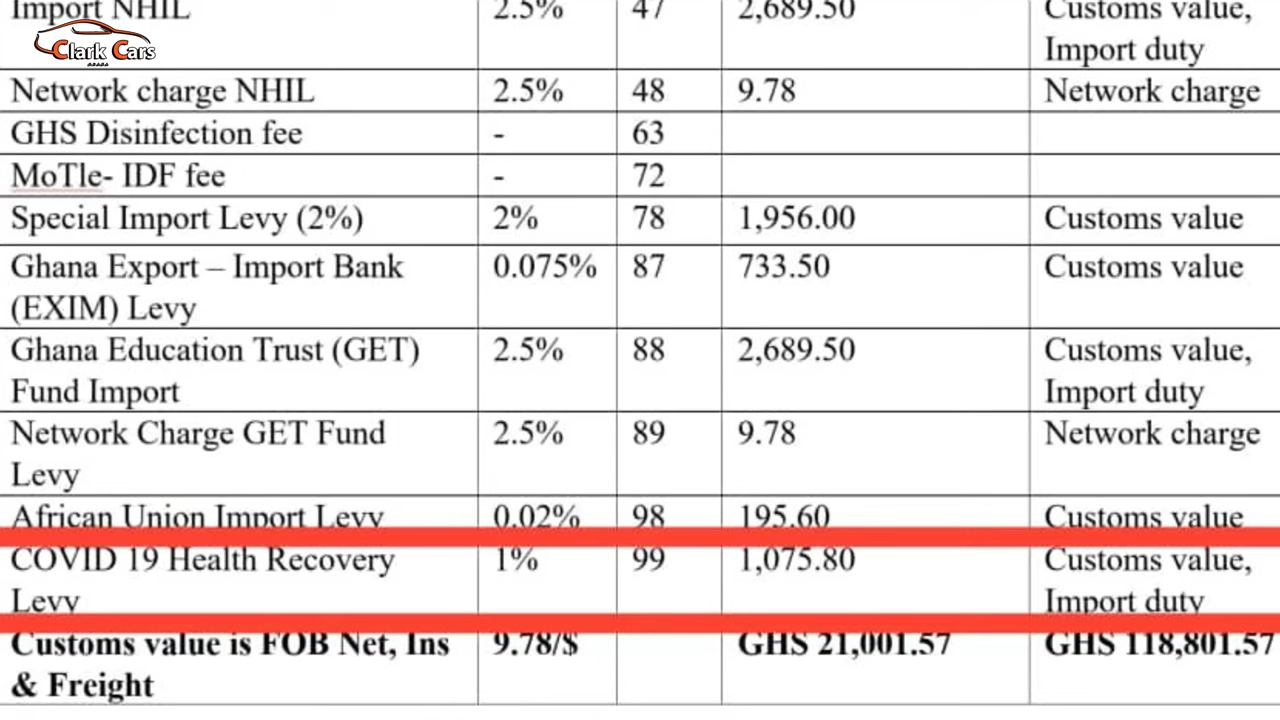 Clark Cars
Import NHIL 2.5% 47 2,689.50 Customs value,
Import duty
Network charge NHIL 2.5% 48 9.78 Network charge
GHS Disinfection fee - 63
MoTle- IDF fee - 72
Special Import Levy (2%) 2% 78 1,956.00 Customs value
Ghana Export – Import Bank 0.075% 87 733.50 Customs value
(EXIM) Levy
Ghana Education Trust (GET) 2.5% 88 2,689.50 Customs value,
Fund Import Import duty
Network Charge GET Fund 2.5% 89 9.78 Network charge
Levy
African Union Import Levy 0.02% 98 195.60 Customs value
COVID 19 Health Recovery 1% 99 1,075.80 Customs value,
Levy Import duty
Customs value is FOB Net, Ins 9.78/$ GHS 21,001.57 GHS 118,801.57
& Freight